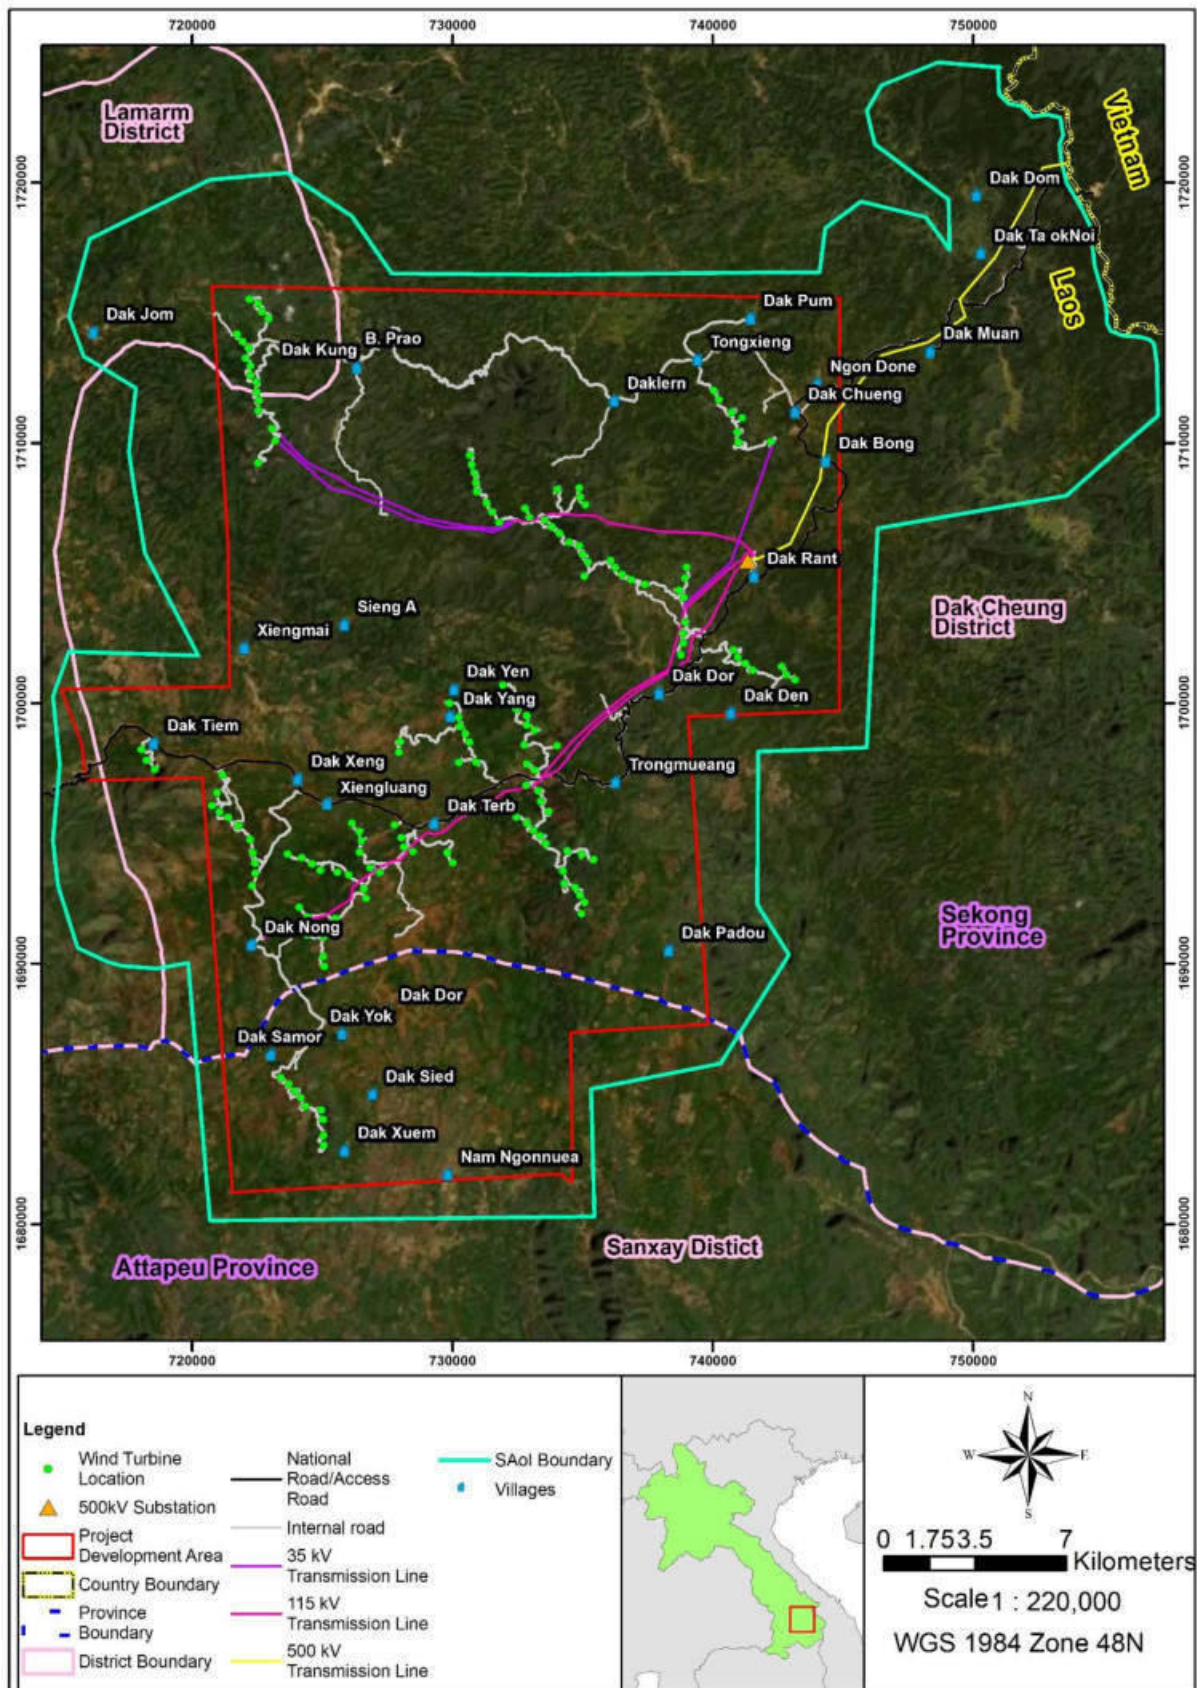 720000
730000
740000
750000
Lamarm
District
Vietnam
1720000
1720000
Dak Dom
Dak Ta okNoi
Laos
Dak Jom
Dak Pum
B. Prao
Dak Kung
Tongxieng
Dak Muan
Ngon Done
Daklern
Dak Chueng
1710000
1710000
Dak Bong
Dak Rant
Sieng A
Dak Cheung
District
Xiengmai
Dak Yen
Dak Dor
Dak Yang
Dak Den
1700000
1700000
Dak Tiem
Dak Xeng
Trongmueang
Xiengluang
Dak Terb
Dak Nong
Dak Padou
Sekong
Province
1690000
1690000
Dak Dor
Dak Yok
Dak Samor
Dak Sied
Dak Xuem
Nam Ngonnuea
1680000
1680000
Sanxay Distict
Attapeu Province
720000
730000
740000
750000
Legend
Wind Turbine
Location
500kV Substation
Project
Development Area
Country Boundary
Province
Boundary
District Boundary
National
Road/Access
Road
Internal road
35 kV
Transmission Line
115 kV
Transmission Line
500 kV
Transmission Line
SAoI Boundary
Villages
N
W
E
S
0 1.75 3.5 7
Kilometers
Scale 1 : 220,000
WGS 1984 Zone 48N